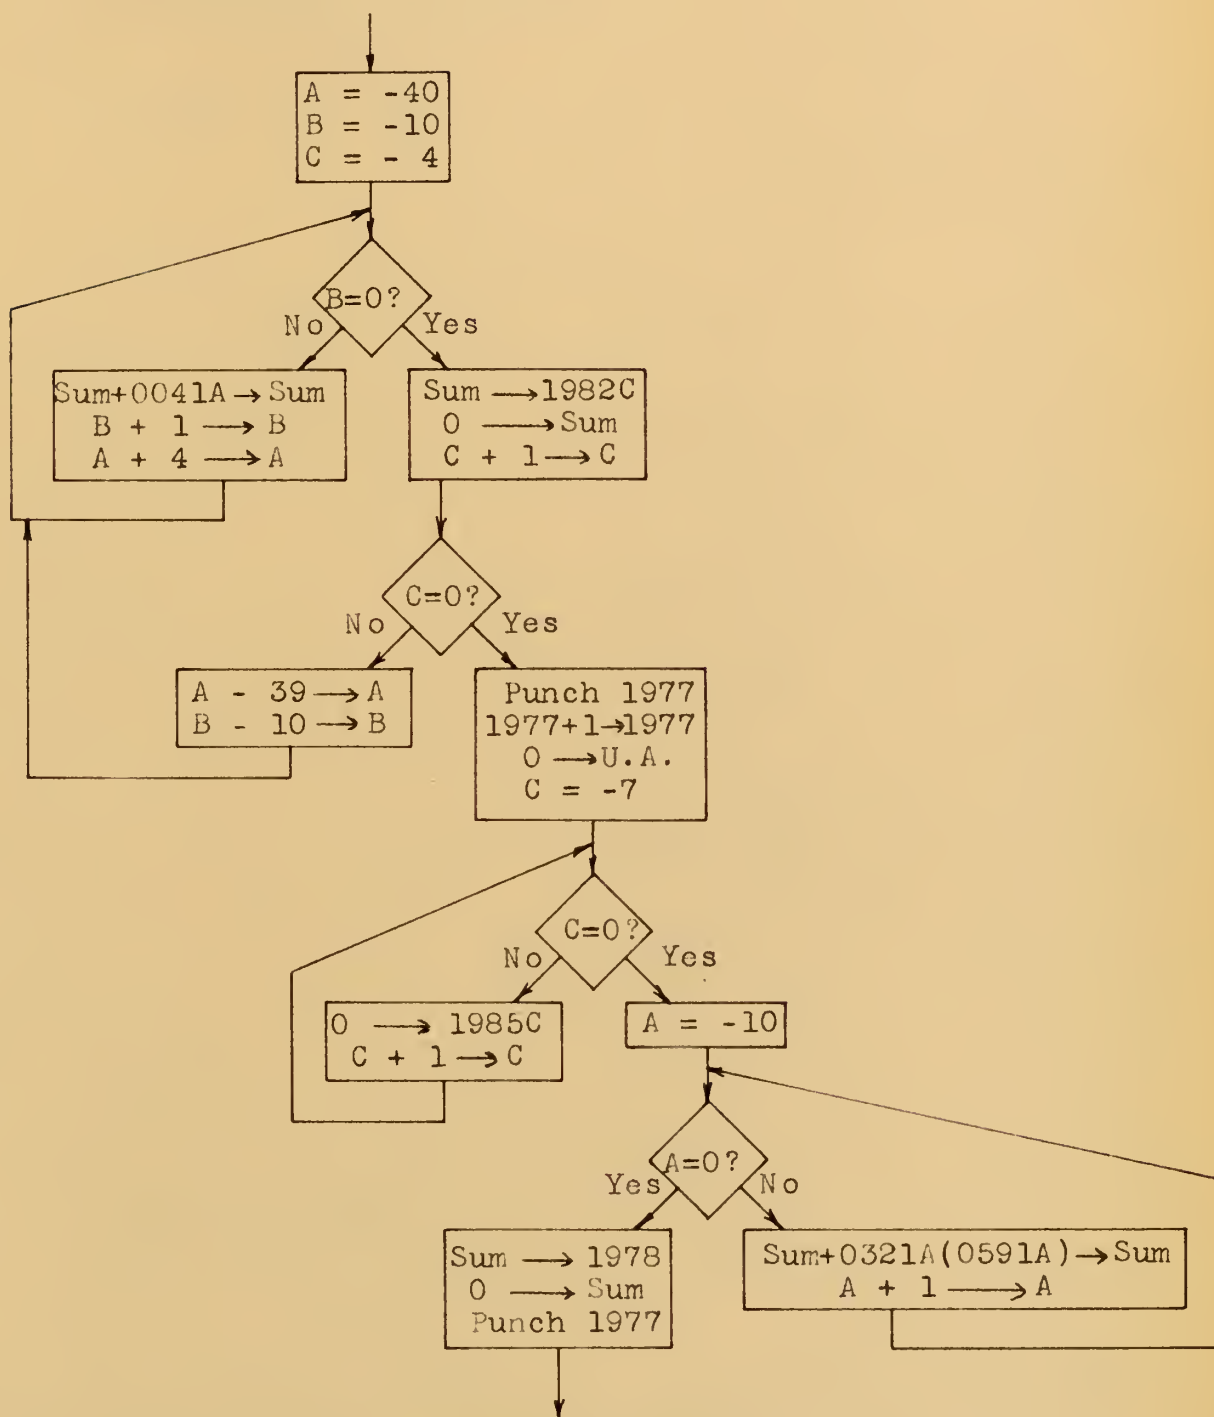 A = -40
B = -10
C = - 4
B=0?
No Yes
Sum+0041A → Sum
B + 1 → B
A + 4 → A
Sum → 1982C
0 → Sum
C + 1 → C
C=0?
No Yes
A - 39 → A
B - 10 → B
Punch 1977
1977+1→1977
0 → U.A.
C = -7
C=0?
No Yes
0 → 1985C
C + 1 → C
A = -10
A=0?
Yes No
Sum → 1978
0 → Sum
Punch 1977
Sum+0321A(0591A) → Sum
A + 1 → A